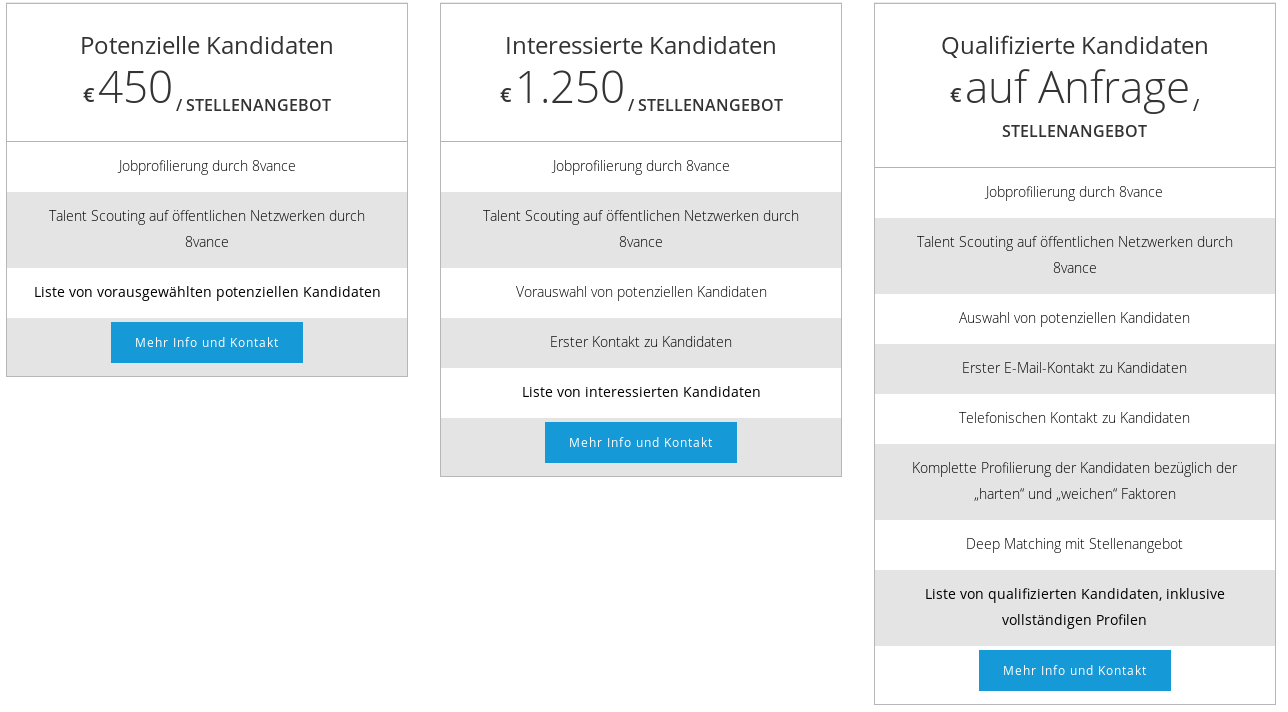 Potenzielle Kandidaten
€ 450 / STELLENANGEBOT
Jobprofilierung durch 8vance
Talent Scouting auf öffentlichen Netzwerken durch
8vance
Liste von vorausgewählten potenziellen Kandidaten
Mehr Info und Kontakt
Interessierte Kandidaten
€ 1.250 / STELLENANGEBOT
Jobprofilierung durch 8vance
Talent Scouting auf öffentlichen Netzwerken durch
8vance
Vorauswahl von potenziellen Kandidaten
Erster Kontakt zu Kandidaten
Liste von interessierten Kandidaten
Mehr Info und Kontakt
Qualifizierte Kandidaten
€ auf Anfrage /
STELLENANGEBOT
Jobprofilierung durch 8vance
Talent Scouting auf öffentlichen Netzwerken durch
8vance
Auswahl von potenziellen Kandidaten
Erster E-Mail-Kontakt zu Kandidaten
Telefonischen Kontakt zu Kandidaten
Komplette Profilierung der Kandidaten bezüglich der
„harten“ und „weichen“ Faktoren
Deep Matching mit Stellenangebot
Liste von qualifizierten Kandidaten, inklusive
vollständigen Profilen
Mehr Info und Kontakt